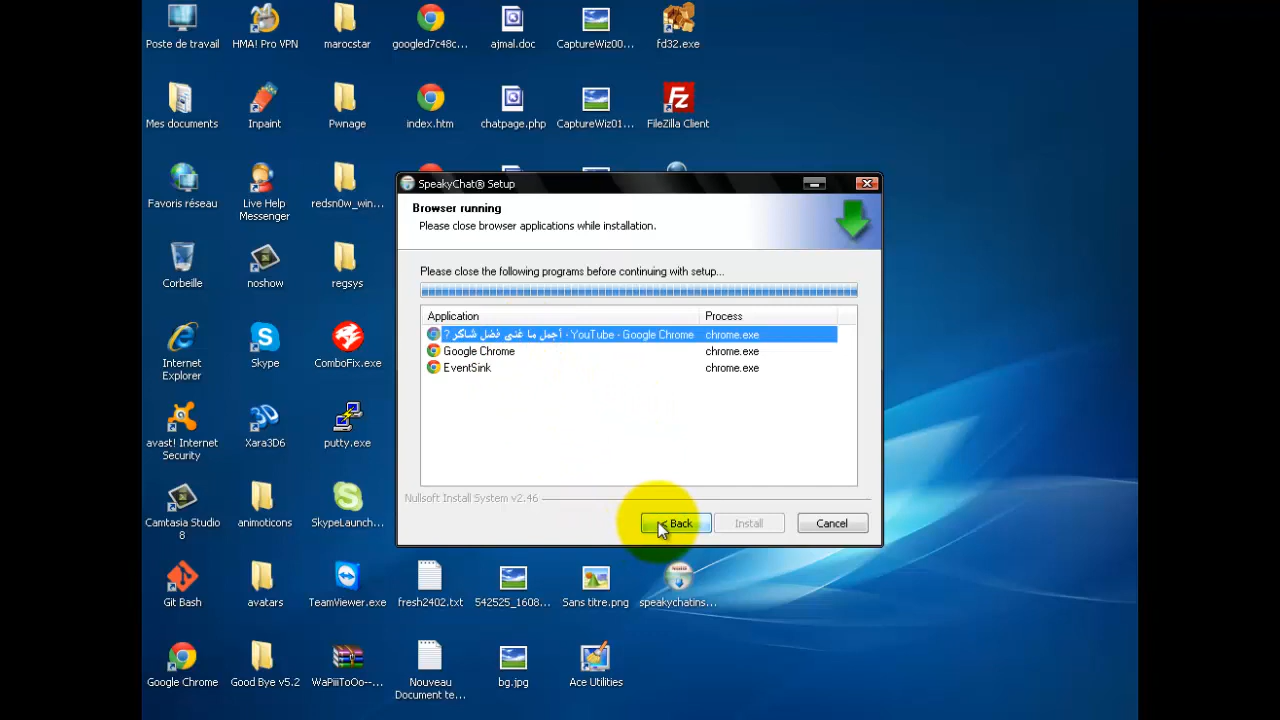 Poste de travail
HMA! Pro VPN
marocstar
googled7c48c...
ajmal.doc
CaptureWiz00...
fd32.exe
Mes documents
Inpaint
Pwnage
index.htm
chatpage.php
CaptureWiz01...
FileZilla Client
Favoris réseau
Live Help
Messenger
redsn0w_win...
Corbeille
noshow
regsys
Internet
Explorer
Skype
ComboFix.exe
avast! Internet
Security
Xara3D6
putty.exe
Camtasia Studio
8
animoticons
SkypeLaunch...
Git Bash
avatars
TeamViewer.exe
fresh2402.txt
542525_1608...
Sans titre.png
speakychatins...
Google Chrome
Good Bye v5.2
WaPiiiToOo--...
Nouveau
Document te...
bg.jpg
Ace Utilities
SpeakyChat® Setup
Browser running
Please close browser applications while installation.
Please close the following programs before continuing with setup...
Application Process
? أجمل ما غنى فضل شاكر - YouTube - Google Chrome chrome.exe
Google Chrome chrome.exe
EventSink chrome.exe
Nullsoft Install System v2.46
< Back Install Cancel